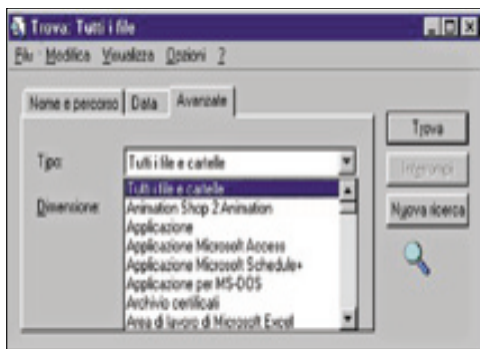 Trova: Tutti i file
File Modifica Visualizza Opzioni ?
Nome e percorso Data Avanzate
Trova
Tipo: Tutti i file e cartelle
Interrompi
Tutti i file e cartelle
Dimensione: Animation Shop 2 Animation
Nuova ricerca
Applicazione
Applicazione Microsoft Access
Applicazione Microsoft Schedule+
Applicazione per MS-DOS
Archivio certificati
Area di lavoro di Microsoft Excel